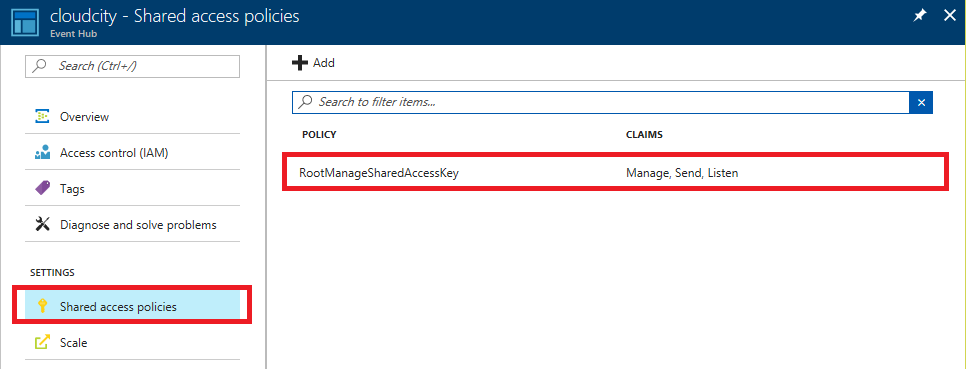 cloudcity - Shared access policies
Event Hub
Search (Ctrl+/)
Overview
Access control (IAM)
Tags
Diagnose and solve problems
SETTINGS
Shared access policies
Scale
Add
Search to filter items...
POLICY CLAIMS
RootManageSharedAccessKey Manage, Send, Listen